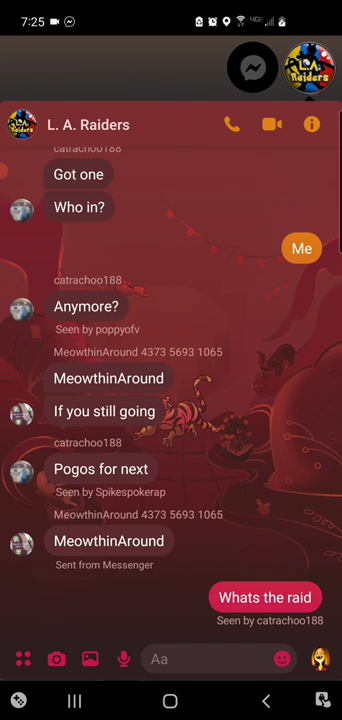 7:25
L.A.
Raiders
L. A. Raiders
catrachoo188
Got one
Who in?
Me
catrachoo188
Anymore?
Seen by poppyofv
MeowthinAround 4373 5693 1065
MeowthinAround
If you still going
catrachoo188
Pogos for next
Seen by Spikespokerap
MeowthinAround 4373 5693 1065
MeowthinAround
Sent from Messenger
Whats the raid
Seen by catrachoo188
Aa